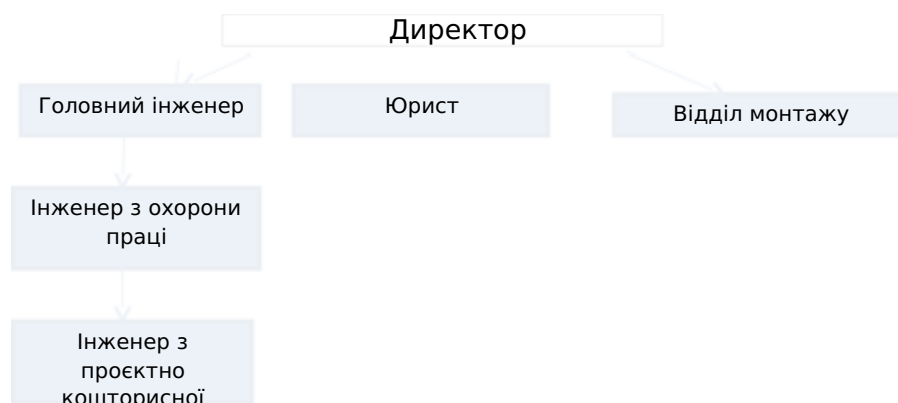 Директор
Головний інженер
Юрист
Відділ монтажу
Інженер з охорони
праці
Інженер з
проєктно
кошторисної